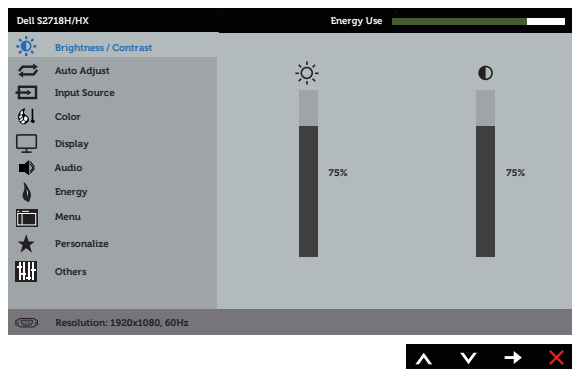 Dell S2718H/HX
Energy Use
Brightness / Contrast
Auto Adjust
Input Source
Color
Display
Audio
Energy
Menu
Personalize
Others
75%
75%
Resolution: 1920x1080, 60Hz